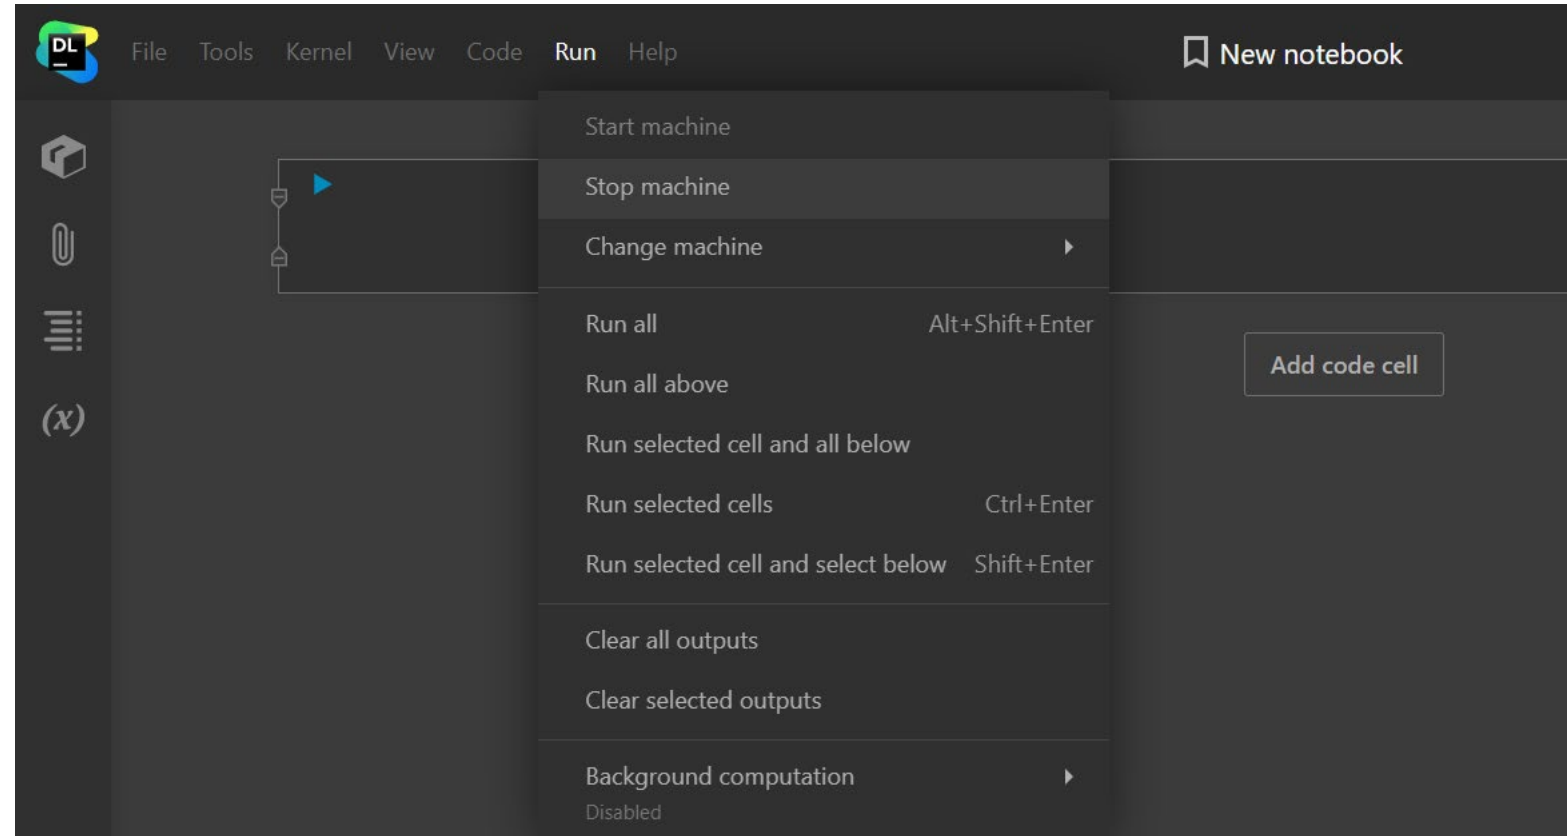 DL
File Tools Kernel View Code Run Help
New notebook
Start machine
Stop machine
Change machine
Run all Alt+Shift+Enter
Add code cell
Run all above
(x)
Run selected cell and all below
Run selected cells Ctrl+Enter
Run selected cell and select below Shift+Enter
Clear all outputs
Clear selected outputs
Background computation
Disabled